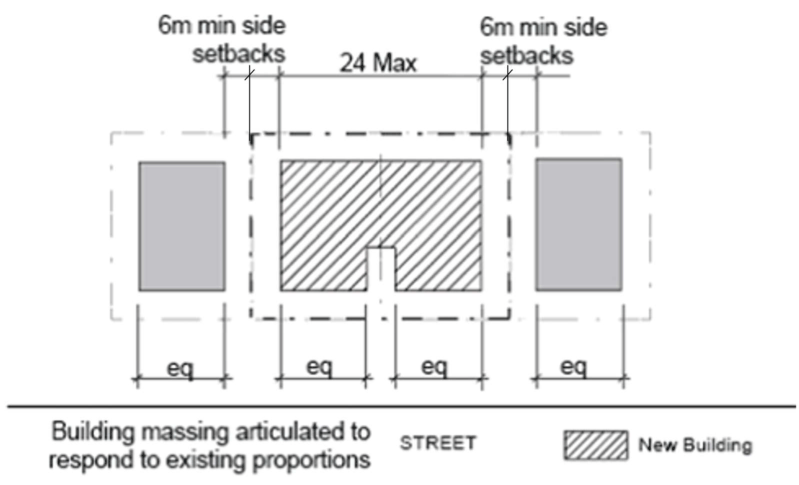 6m min side
setbacks
24 Max
6m min side
setbacks
eq
eq
eq
eq
Building massing articulated to
respond to existing proportions
STREET
New Building